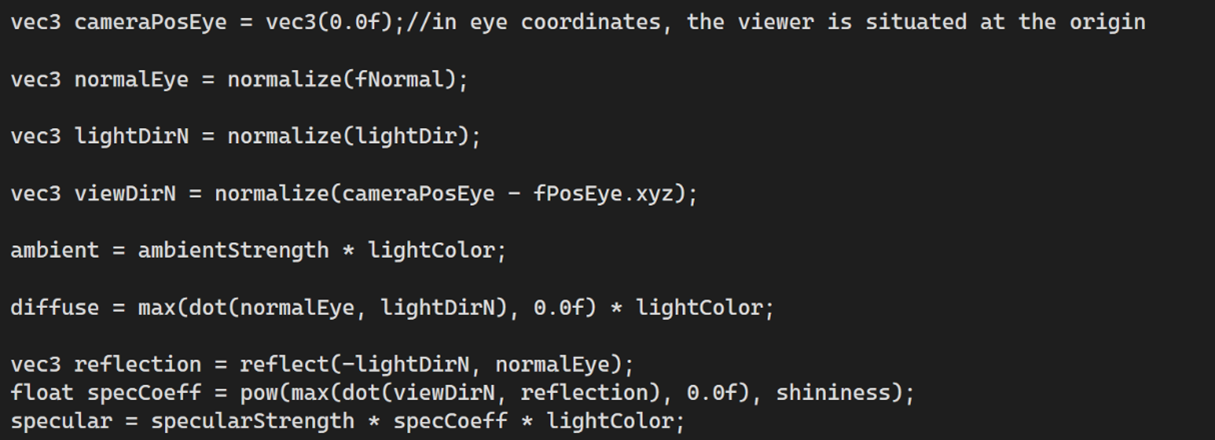 vec3 cameraPosEye = vec3(0.0f);//in eye coordinates, the viewer is situated at the origin
vec3 normalEye = normalize(fNormal);
vec3 lightDirN = normalize(lightDir);
vec3 viewDirN = normalize(cameraPosEye - fPosEye.xyz);
ambient = ambientStrength * lightColor;
diffuse = max(dot(normalEye, lightDirN), 0.0f) * lightColor;
vec3 reflection = reflect(-lightDirN, normalEye);
float specCoeff = pow(max(dot(viewDirN, reflection), 0.0f), shininess);
specular = specularStrength * specCoeff * lightColor;